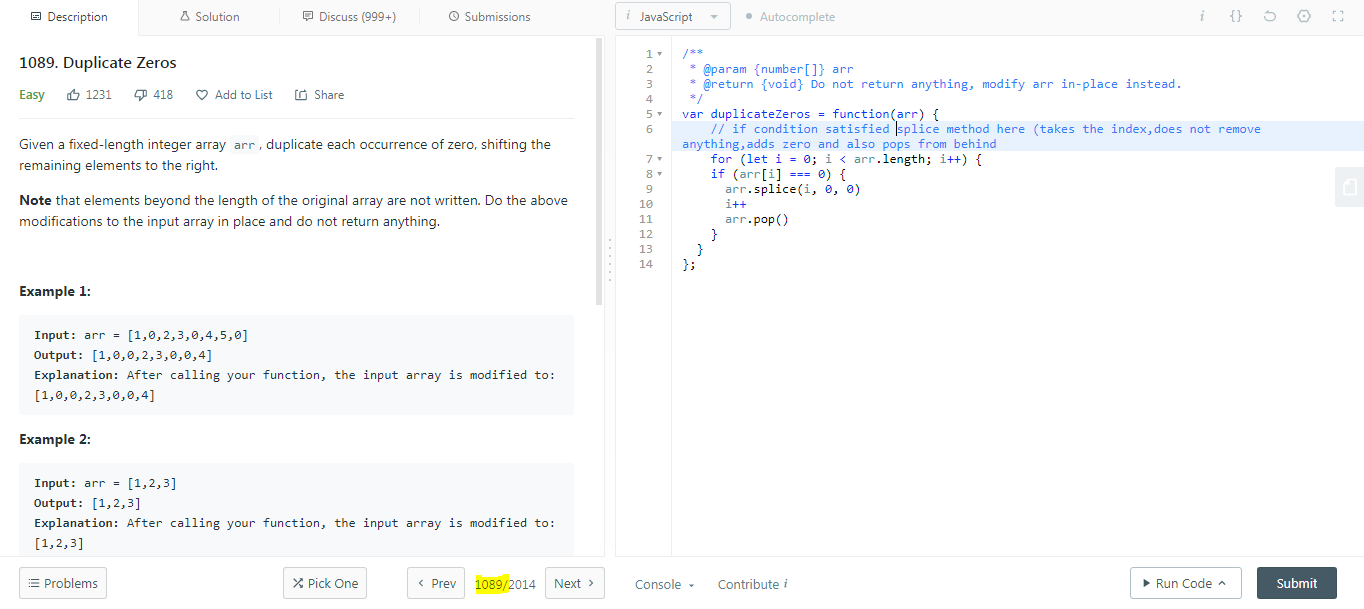 Description
Solution
Discuss (999+)
Submissions
i JavaScript
Autocomplete
i {}
1089. Duplicate Zeros
Easy 1231 418 Add to List Share
Given a fixed-length integer array arr, duplicate each occurrence of zero, shifting the
remaining elements to the right.
Note that elements beyond the length of the original array are not written. Do the above
modifications to the input array in place and do not return anything.
Example 1:
Input: arr = [1,0,2,3,0,4,5,0]
Output: [1,0,0,2,3,0,0,4]
Explanation: After calling your function, the input array is modified to:
[1,0,0,2,3,0,0,4]
Example 2:
Input: arr = [1,2,3]
Output: [1,2,3]
Explanation: After calling your function, the input array is modified to:
[1,2,3]
1 /**
2 * @param {number[]} arr
3 * @return {void} Do not return anything, modify arr in-place instead.
4 */
5 var duplicateZeros = function(arr) {
6 // if condition satisfied splice method here (takes the index,does not remove
anything,adds zero and also pops from behind
7 for (let i = 0; i < arr.length; i++) {
8 if (arr[i] === 0) {
9 arr.splice(i, 0, 0)
10 i++
11 arr.pop()
12 }
13 }
14 };
Problems
Pick One
< Prev
1089/2014
Next >
Console
Contribute i
Run Code
Submit